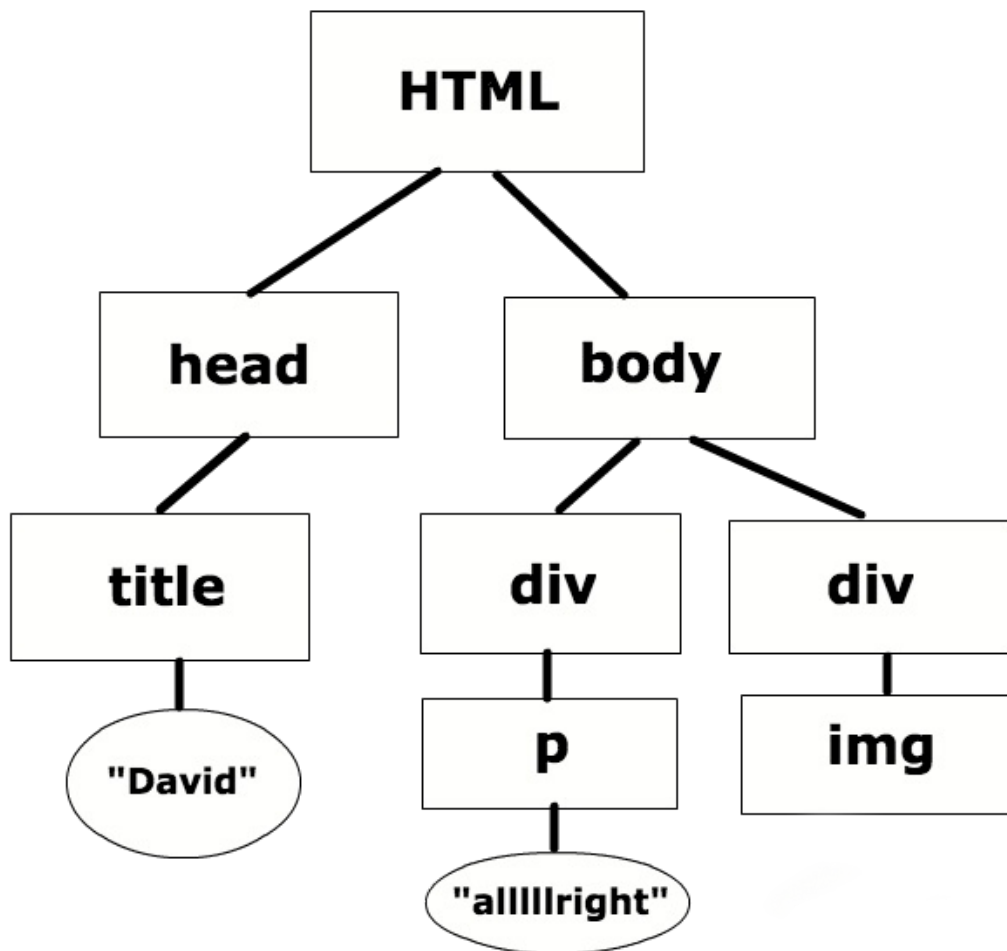 HTML
head
body
title
div
div
"David"
p
img
"alllllright"